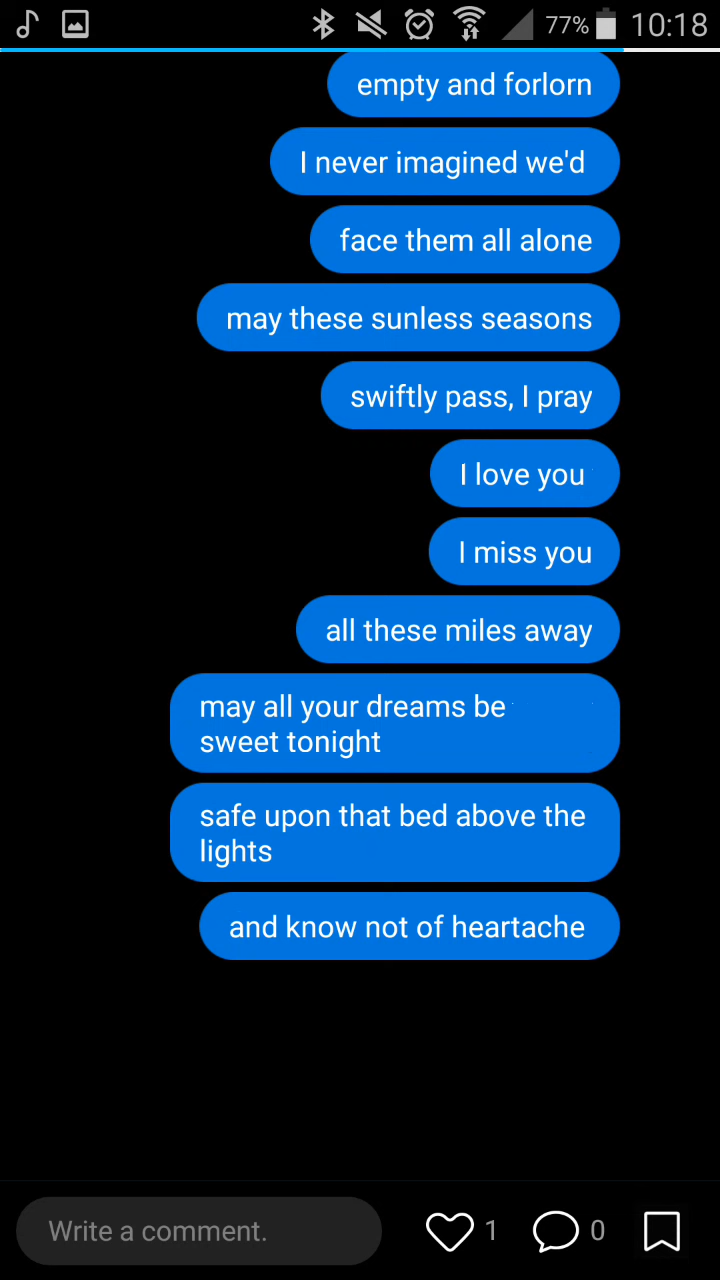 77% 10:18
empty and forlorn
I never imagined we'd
face them all alone
may these sunless seasons
swiftly pass, I pray
I love you
I miss you
all these miles away
may all your dreams be
sweet tonight
safe upon that bed above the
lights
and know not of heartache
Write a comment. 1 0